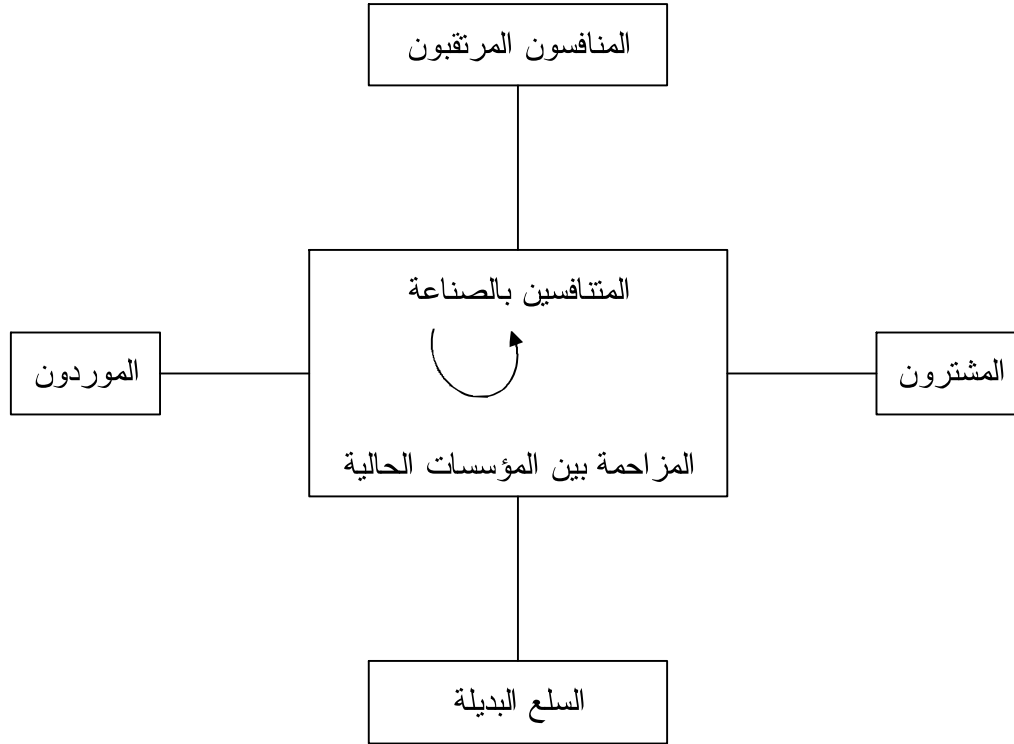 المنافسون المرتقبون
المتنافسين بالصناعة
المشترون
الموردون
المزاحمة بين المؤسسات الحالية
السلع البديلة